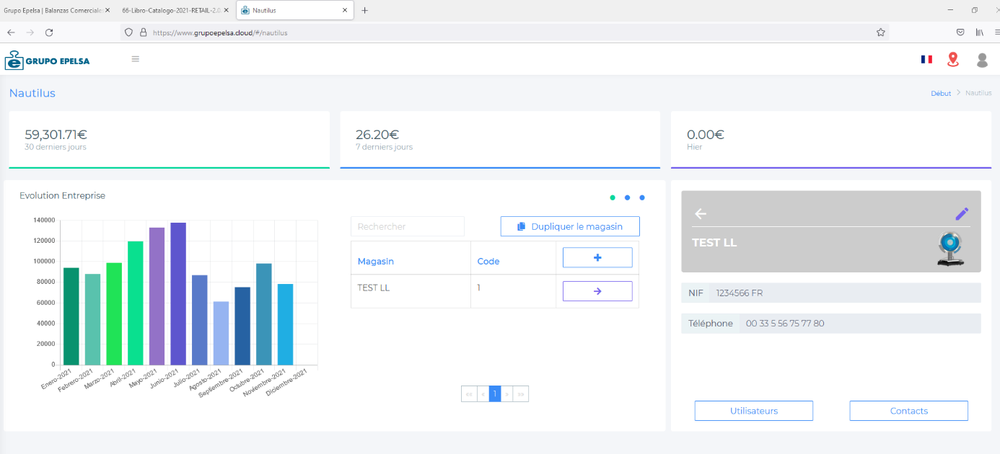 Grupo Epelsa | Balanzas Comerciale
66-Libro-Catalogo-2021-RETAIL-2.0.
Nautilus
https://www.grupoepelsa.cloud/#/nautilus
e GRUPO EPELSA
Nautilus
Début > Nautilus
59,301.71€
30 derniers jours
26.20€
7 derniers jours
0.00€
Hier
Evolution Entreprise
140000
120000
100000
80000
60000
40000
20000
0
Enero-2021
Febrero-2021
Marzo-2021
Abril-2021
Mayo-2021
Junio-2021
Julio-2021
Agosto-2021
Septiembre-2021
Octubre-2021
Noviembre-2021
Diciembre-2021
Rechercher
Dupliquer le magasin
Magasin Code +
TEST LL 1 →
«« « 1 » »»
TEST LL
NIF 1234566 FR
Téléphone 00 33 5 56 75 77 80
Utilisateurs
Contacts